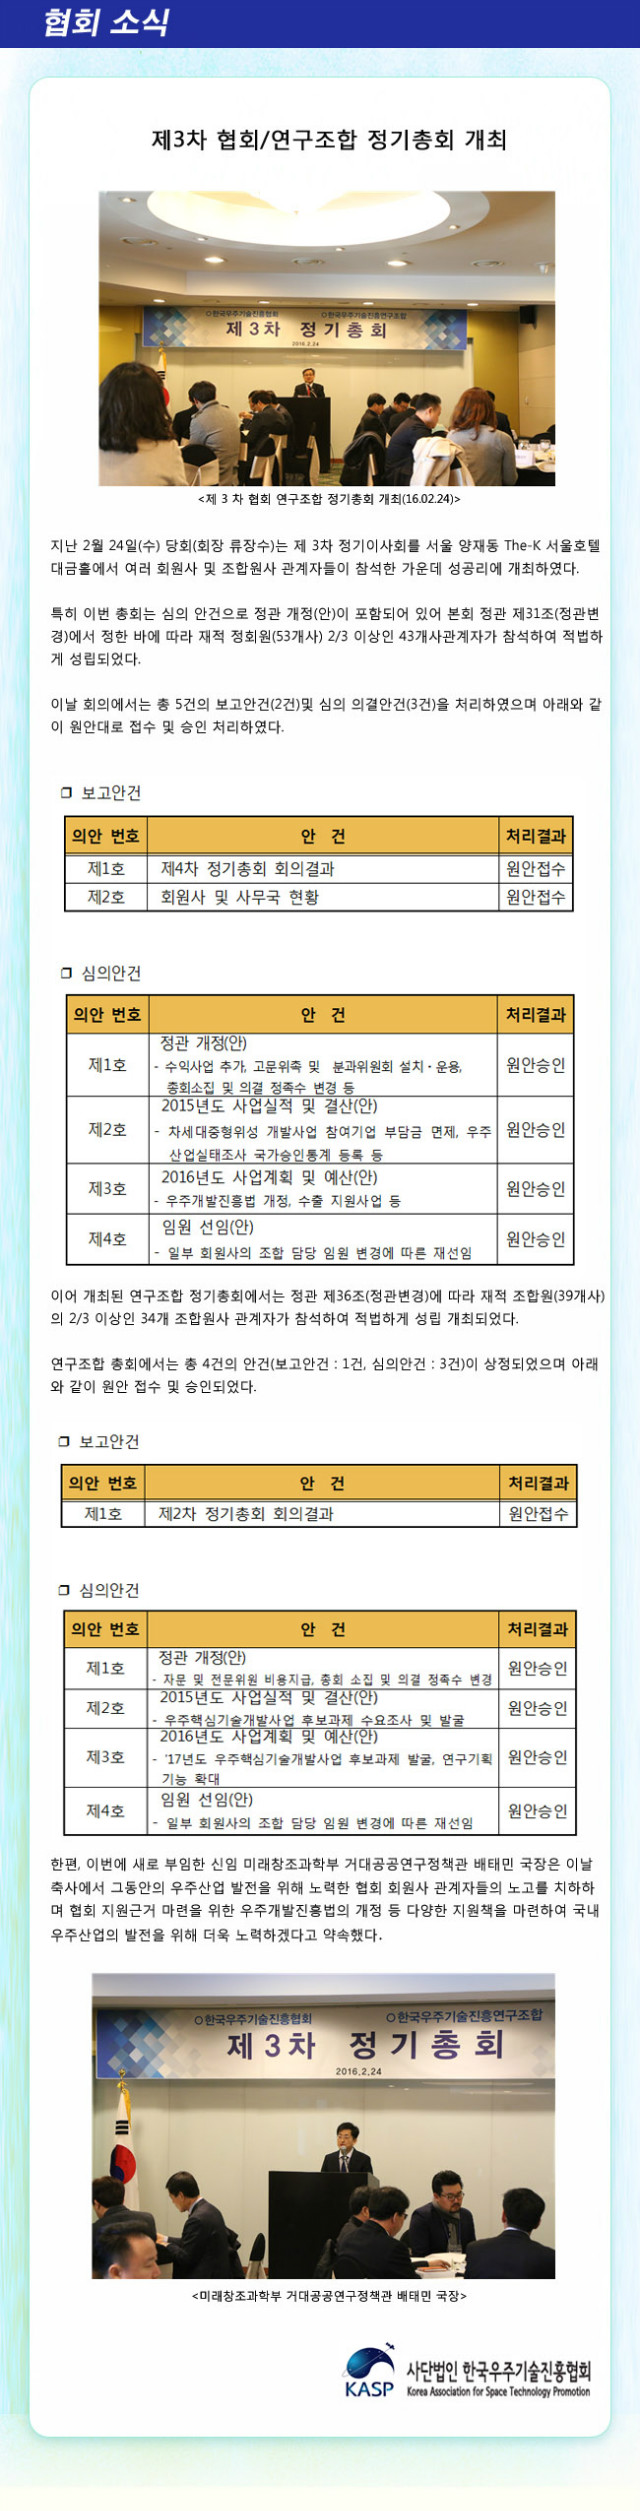 협회 소식
제3차 협회/연구조합 정기총회 개최
한국우주기술진흥협회 한국우주기술진흥연구조합
제3차 정기총회
2016.2.24
<제 3 차 협회 연구조합 정기총회 개최(16.02.24)>
지난 2월 24일(수) 당회(회장 류장수)는 제 3차 정기이사회를 서울 양재동 The-K 서울호텔
대금홀에서 여러 회원사 및 조합원사 관계자들이 참석한 가운데 성공리에 개최하였다.
특히 이번 총회는 심의 안건으로 정관 개정(안)이 포함되어 있어 본회 정관 제31조(정관변
경)에서 정한 바에 따라 재적 정회원(53개사) 2/3 이상인 43개사관계자가 참석하여 적법하
게 성립되었다.
이날 회의에서는 총 5건의 보고안건(2건)및 심의 의결안건(3건)을 처리하였으며 아래와 같
이 원안대로 접수 및 승인 처리하였다.
❐ 보고안건
의안 번호 안 건 처리결과
제1호 제4차 정기총회 회의결과 원안접수
제2호 회원사 및 사무국 현황 원안접수
❐ 심의안건
의안 번호 안 건 처리결과
제1호 정관 개정(안) 원안승인
- 수익사업 추가, 고문위촉 및 분과위원회 설치·운용,
총회소집 및 의결 정족수 변경 등
제2호 2015년도 사업실적 및 결산(안) 원안승인
- 차세대중형위성 개발사업 참여기업 부담금 면제, 우주
산업실태조사 국가승인통계 등록 등
제3호 2016년도 사업계획 및 예산(안) 원안승인
- 우주개발진흥법 개정, 수출 지원사업 등
제4호 임원 선임(안) 원안승인
- 일부 회원사의 조합 담당 임원 변경에 따른 재선임
이어 개최된 연구조합 정기총회에서는 정관 제36조(정관변경)에 따라 재적 조합원(39개사)
의 2/3 이상인 34개 조합원사 관계자가 참석하여 적법하게 성립 개최되었다.
연구조합 총회에서는 총 4건의 안건(보고안건 : 1건, 심의안건 : 3건)이 상정되었으며 아래
와 같이 원안 접수 및 승인되었다.
❐ 보고안건
의안 번호 안 건 처리결과
제1호 제2차 정기총회 회의결과 원안접수
❐ 심의안건
의안 번호 안 건 처리결과
제1호 정관 개정(안) 원안승인
- 자문 및 전문위원 비용지급, 총회 소집 및 의결 정족수 변경
제2호 2015년도 사업실적 및 결산(안) 원안승인
- 우주핵심기술개발사업 후보과제 수요조사 및 발굴
제3호 2016년도 사업계획 및 예산(안) 원안승인
- '17년도 우주핵심기술개발사업 후보과제 발굴, 연구기획
기능 확대
제4호 임원 선임(안) 원안승인
- 일부 회원사의 조합 담당 임원 변경에 따른 재선임
한편, 이번에 새로 부임한 신임 미래창조과학부 거대공공연구정책관 배태민 국장은 이날
축사에서 그동안의 우주산업 발전을 위해 노력한 협회 회원사 관계자들의 노고를 치하하
며 협회 지원근거 마련을 위한 우주개발진흥법의 개정 등 다양한 지원책을 마련하여 국내
우주산업의 발전을 위해 더욱 노력하겠다고 약속했다.
한국우주기술진흥협회 한국우주기술진흥연구조합
제3차 정기총회
2016.2.24
<미래창조과학부 거대공공연구정책관 배태민 국장>
KASP 사단법인 한국우주기술진흥협회
Korea Association for Space Technology Promotion